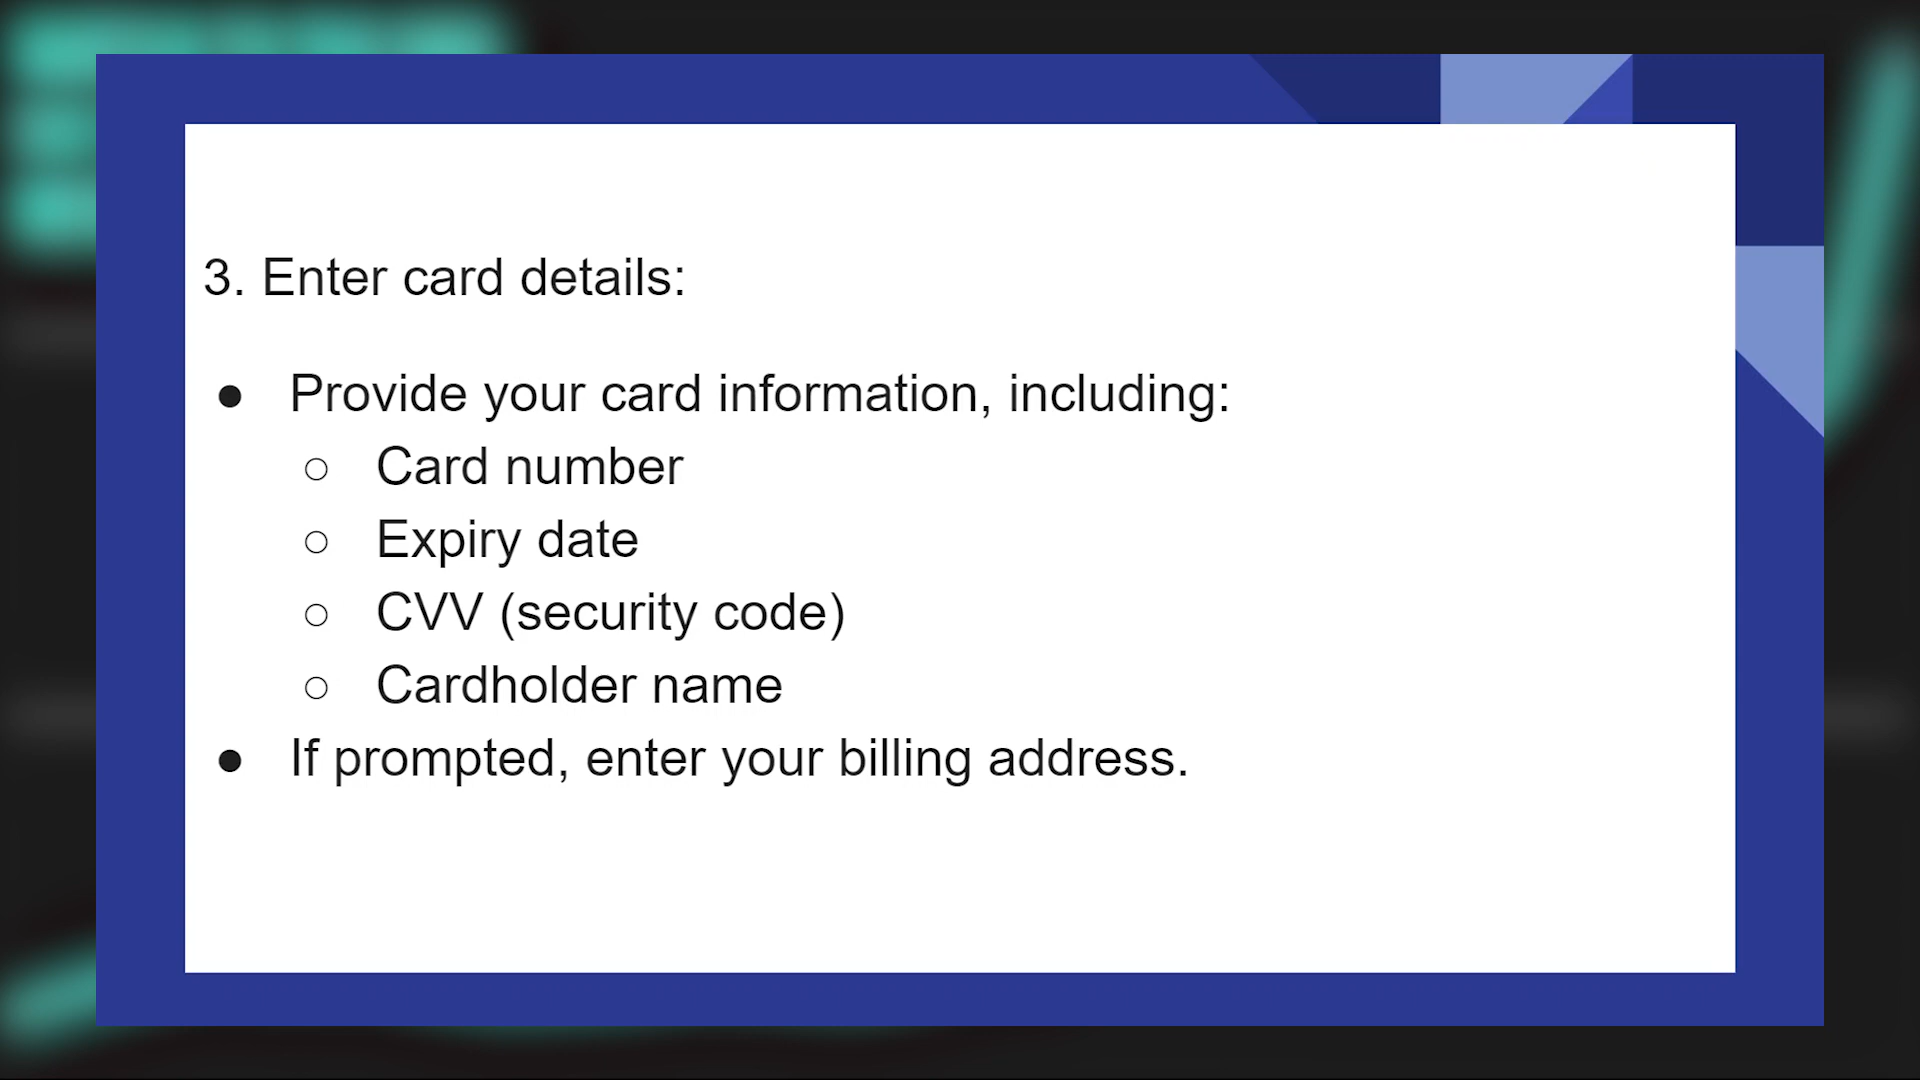 3. Enter card details:
● Provide your card information, including:
○ Card number
○ Expiry date
○ CVV (security code)
○ Cardholder name
● If prompted, enter your billing address.